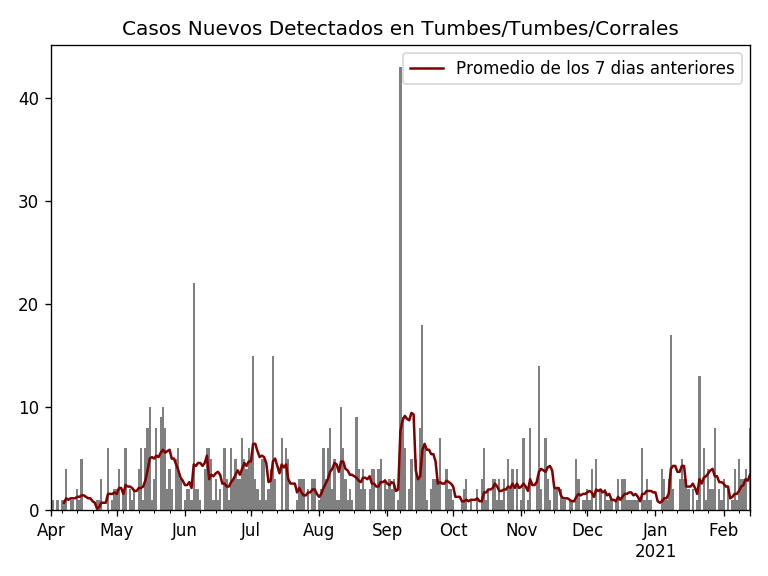 Casos Nuevos Detectados en Tumbes/Tumbes/Corrales
Promedio de los 7 dias anteriores
40
30
20
10
0
Apr May Jun Jul Aug Sep Oct Nov Dec Jan Feb
2021